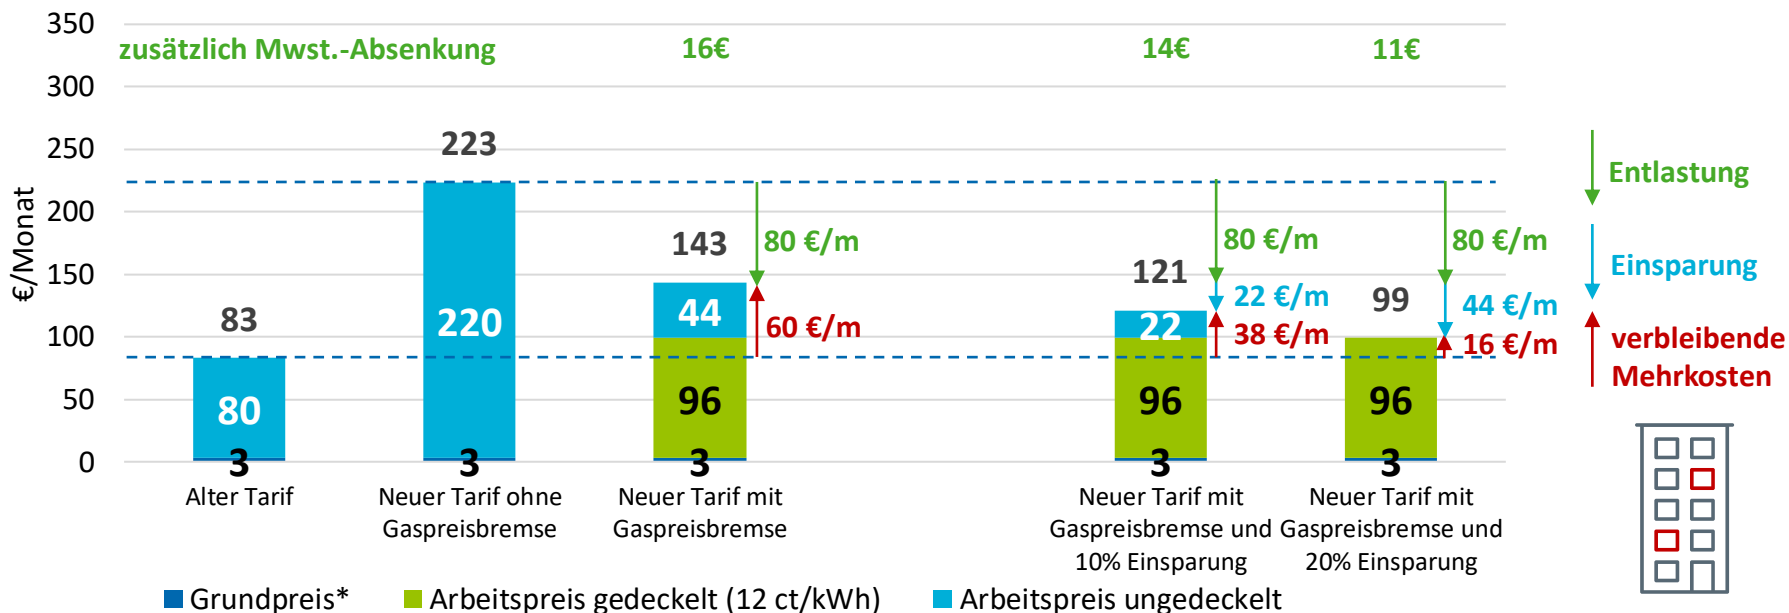 350
300
250
200
150
100
50
0
€/Monat
zusätzlich Mwst.-Absenkung
16€
14€
11€
83
80
3
223
220
3
143
44
96
3
80 €/m
60 €/m
121
22
96
3
80 €/m
22 €/m
38 €/m
99
96
3
80 €/m
44 €/m
16 €/m
Alter Tarif
Neuer Tarif ohne
Gaspreisbremse
Neuer Tarif mit
Gaspreisbremse
Neuer Tarif mit
Gaspreisbremse und
10% Einsparung
Neuer Tarif mit
Gaspreisbremse und
20% Einsparung
Entlastung
Einsparung
verbleibende
Mehrkosten
Grundpreis*
Arbeitspreis gedeckelt (12 ct/kWh)
Arbeitspreis ungedeckelt